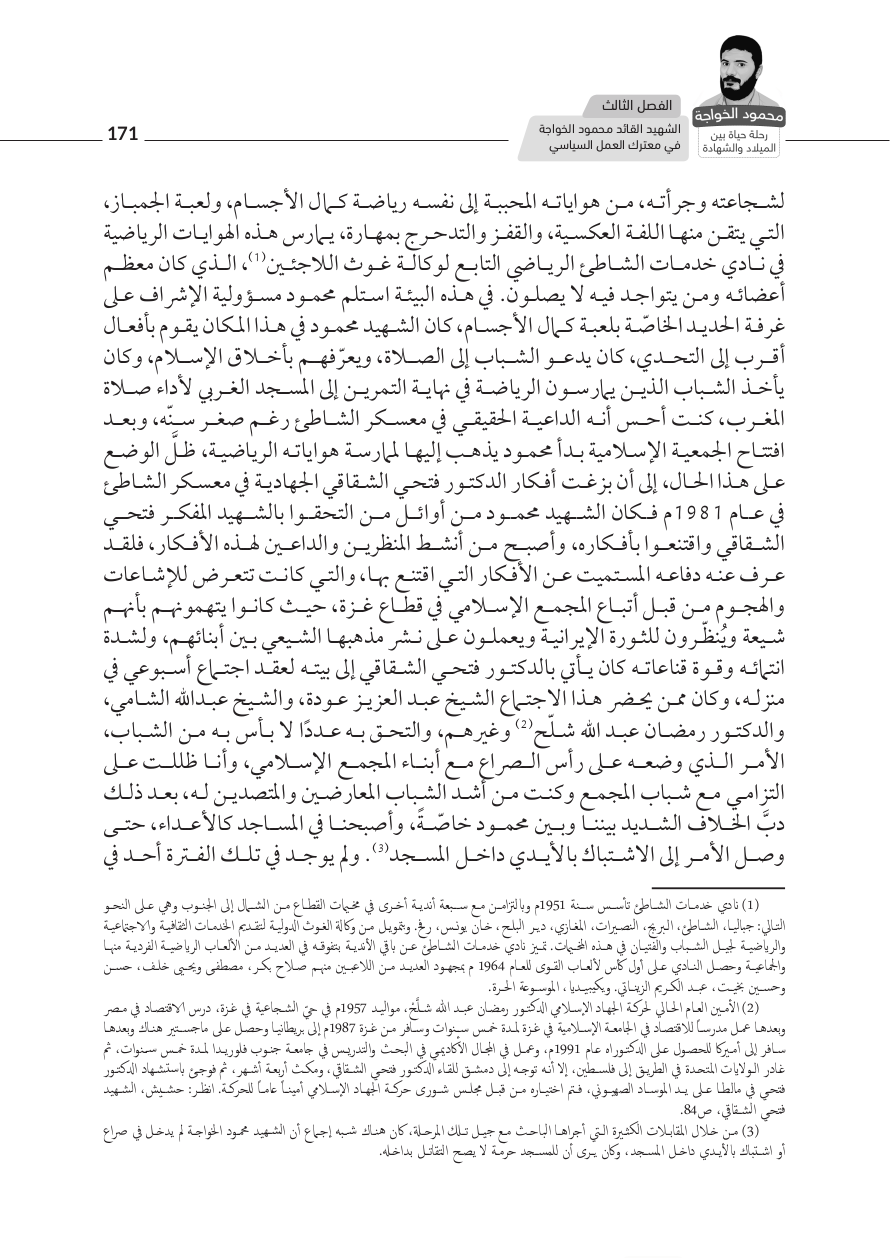 محمود الخواجة
رحلة حياة بين
الميلاد والشهادة
الفصل الثالث
الشهيد القائد محمود الخواجة
في معترك العمل السياسي
171
لشجاعته وجرأته، من هواياته المحببة إلى نفسه رياضة كمال الأجسام، ولعبة الجمباز،
التي يتقن منها اللفة العكسية، والقفز والتدحرج بمهارة، يمارس هذه الهوايات الرياضية
في نادي خدمات الشاطئ الرياضي التابع لوكالة غوث اللاجئين(1)، الذي كان معظم
أعضائه ومن يتواجد فيه لا يصلون. في هذه البيئة استلم محمود مسؤولية الإشراف على
غرفة الحديد الخاصّة بلعبة كمال الأجسام، كان الشهيد محمود في هذا المكان يقوم بأفعال
أقرب إلى التحدي، كان يدعو الشباب إلى الصلاة، ويعرّفهم بأخلاق الإسلام، وكان
يأخذ الشباب الذين يمارسون الرياضة في نهاية التمرين إلى المسجد الغربي لأداء صلاة
المغرب، كنت أحس أنه الداعية الحقيقي في معسكر الشاطئ رغم صغر سنّه، وبعد
افتتاح الجمعية الإسلامية بدأ محمود يذهب إليها لممارسة هواياته الرياضية، ظلَّ الوضع
على هذا الحال، إلى أن بزغت أفكار الدكتور فتحي الشقاقي الجهادية في معسكر الشاطئ
في عام 1981م فكان الشهيد محمود من أوائل من التحقوا بالشهيد المفكر فتحي
الشقاقي واقتنعوا بأفكاره، وأصبح من أنشط المنظرين والداعين لهذه الأفكار، فلقد
عرف عنه دفاعه المستميت عن الأفكار التي اقتنع بها، والتي كانت تتعرض للإشاعات
والهجوم من قبل أتباع المجمع الإسلامي في قطاع غزة، حيث كانوا يتهمونهم بأنهم
شيعة ويُنظّرون للثورة الإيرانية ويعملون على نشر مذهبها الشيعي بين أبنائهم، ولشدة
انتمائه وقوة قناعاته كان يأتي بالدكتور فتحي الشقاقي إلى بيته لعقد اجتماع أسبوعي في
منزله، وكان ممن يحضر هذا الاجتماع الشيخ عبد العزيز عودة، والشيخ عبدالله الشامي،
والدكتور رمضان عبد الله شلّح(2) وغيرهم، والتحق به عددًا لا بأس به من الشباب،
الأمر الذي وضعه على رأس الصراع مع أبناء المجمع الإسلامي، وأنا ظللت على
التزامي مع شباب المجمع وكنت من أشد الشباب المعارضين والمتصدين له، بعد ذلك
دبَّ الخلاف الشديد بيننا وبين محمود خاصّةً، وأصبحنا في المساجد كالأعداء، حتى
وصل الأمر إلى الاشتباك بالأيدي داخل المسجد(3). ولم يوجد في تلك الفترة أحد في
(1) نادي خدمات الشاطئ تأسس سنة 1951م وبالتزامن مع سبعة أندية أخرى في مخيمات القطاع من الشمال إلى الجنوب وهي على النحو
التالي: جباليا، الشاطئ، البريج، النصيرات، المغازي، دير البلح، خان يونس، رفح. وبتمويل من وكالة الغوث الدولية لتقديم الخدمات الثقافية والاجتماعية
والرياضية لجيل الشباب والفتيان في هذه المخيمات. تميز نادي خدمات الشاطئ عن باقي الأندية بتفوقه في العديد من الألعاب الرياضية الفردية منها
والجماعية وحصل النادي على أول كأس لألعاب القوى للعام 1964 م بمجهود العديد من اللاعبين منهم صلاح بكر، مصطفى ويحيى خلف، حسن
وحسين بخيت، عبد الكريم الزيناتي. ويكيبيديا، الموسوعة الحرة.
(2) الأمين العام الحالي لحركة الجهاد الإسلامي الدكتور رمضان عبد الله شلَّحْ، مواليد 1957م في حيّ الشجاعية في غزة، درس الاقتصاد في مصر
وبعدها عمل مدرساً للاقتصاد في الجامعة الإسلامية في غزة لمدة خمس سنوات وسافر من غزة 1987م إلى بريطانيا وحصل على ماجستير هناك وبعدها
سافر إلى أميركا للحصول على الدكتوراه عام 1991م، وعمل في المجال الأكاديمي في البحث والتدريس في جامعة جنوب فلوريدا لمدة خمس سنوات، ثم
غادر الولايات المتحدة في الطريق إلى فلسطين، إلا أنه توجه إلى دمشق للقاء الدكتور فتحي الشقاقي، ومكث أربعة أشهر، ثم فوجئ باستشهاد الدكتور
فتحي في مالطا على يد الموساد الصهيوني، فتم اختياره من قبل مجلس شورى حركة الجهاد الإسلامي أميناً عاماً للحركة. انظر: حشيش، الشهيد
فتحي الشقاقي، ص84.
(3) من خلال المقابلات الكثيرة التي أجراها الباحث مع جيل تلك المرحلة، كان هناك شبه إجماع أن الشهيد محمود الخواجة لم يدخل في صراع
أو اشتباك بالأيدي داخل المسجد، وكان يرى أن للمسجد حرمة لا يصح التقاتل بداخله.